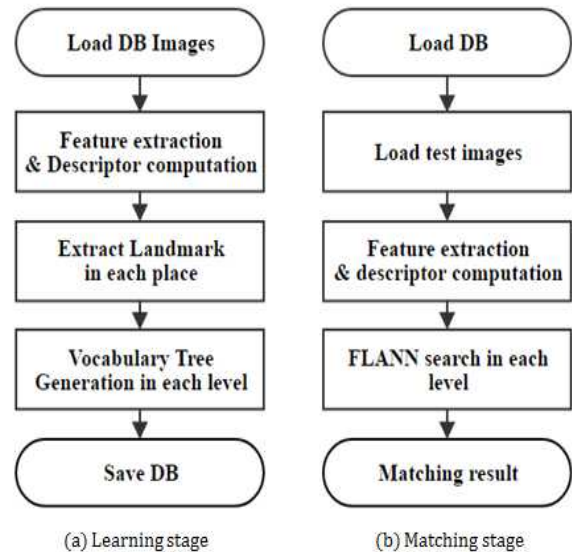 Load DB Images
Feature extraction
& Descriptor computation
Extract Landmark
in each place
Vocabulary Tree
Generation in each level
Save DB
(a) Learning stage
Load DB
Load test images
Feature extraction
& descriptor computation
FLANN search in each
level
Matching result
(b) Matching stage